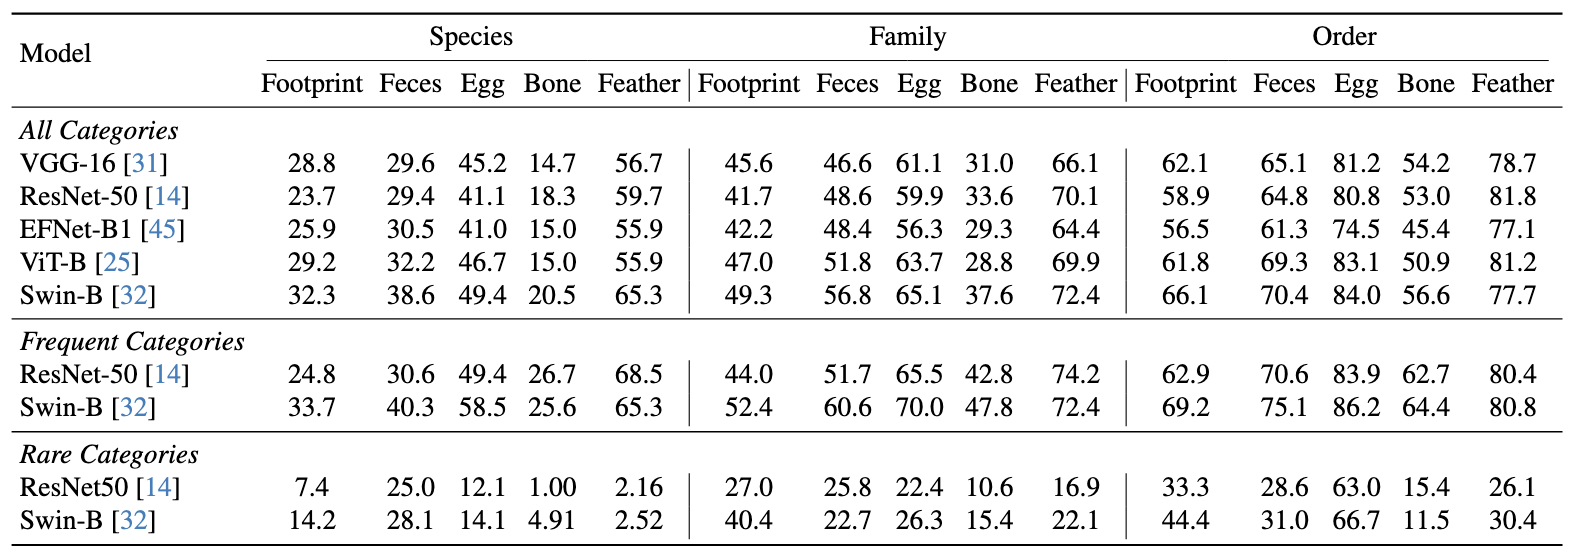 Model Species Family Order
Footprint Feces Egg Bone Feather Footprint Feces Egg Bone Feather Footprint Feces Egg Bone Feather
All Categories
VGG-16 [31] 28.8 29.6 45.2 14.7 56.7 45.6 46.6 61.1 31.0 66.1 62.1 65.1 81.2 54.2 78.7
ResNet-50 [14] 23.7 29.4 41.1 18.3 59.7 41.7 48.6 59.9 33.6 70.1 58.9 64.8 80.8 53.0 81.8
EFNet-B1 [45] 25.9 30.5 41.0 15.0 55.9 42.2 48.4 56.3 29.3 64.4 56.5 61.3 74.5 45.4 77.1
ViT-B [25] 29.2 32.2 46.7 15.0 55.9 47.0 51.8 63.7 28.8 69.9 61.8 69.3 83.1 50.9 81.2
Swin-B [32] 32.3 38.6 49.4 20.5 65.3 49.3 56.8 65.1 37.6 72.4 66.1 70.4 84.0 56.6 77.7
Frequent Categories
ResNet-50 [14] 24.8 30.6 49.4 26.7 68.5 44.0 51.7 65.5 42.8 74.2 62.9 70.6 83.9 62.7 80.4
Swin-B [32] 33.7 40.3 58.5 25.6 65.3 52.4 60.6 70.0 47.8 72.4 69.2 75.1 86.2 64.4 80.8
Rare Categories
ResNet50 [14] 7.4 25.0 12.1 1.00 2.16 27.0 25.8 22.4 10.6 16.9 33.3 28.6 63.0 15.4 26.1
Swin-B [32] 14.2 28.1 14.1 4.91 2.52 40.4 22.7 26.3 15.4 22.1 44.4 31.0 66.7 11.5 30.4